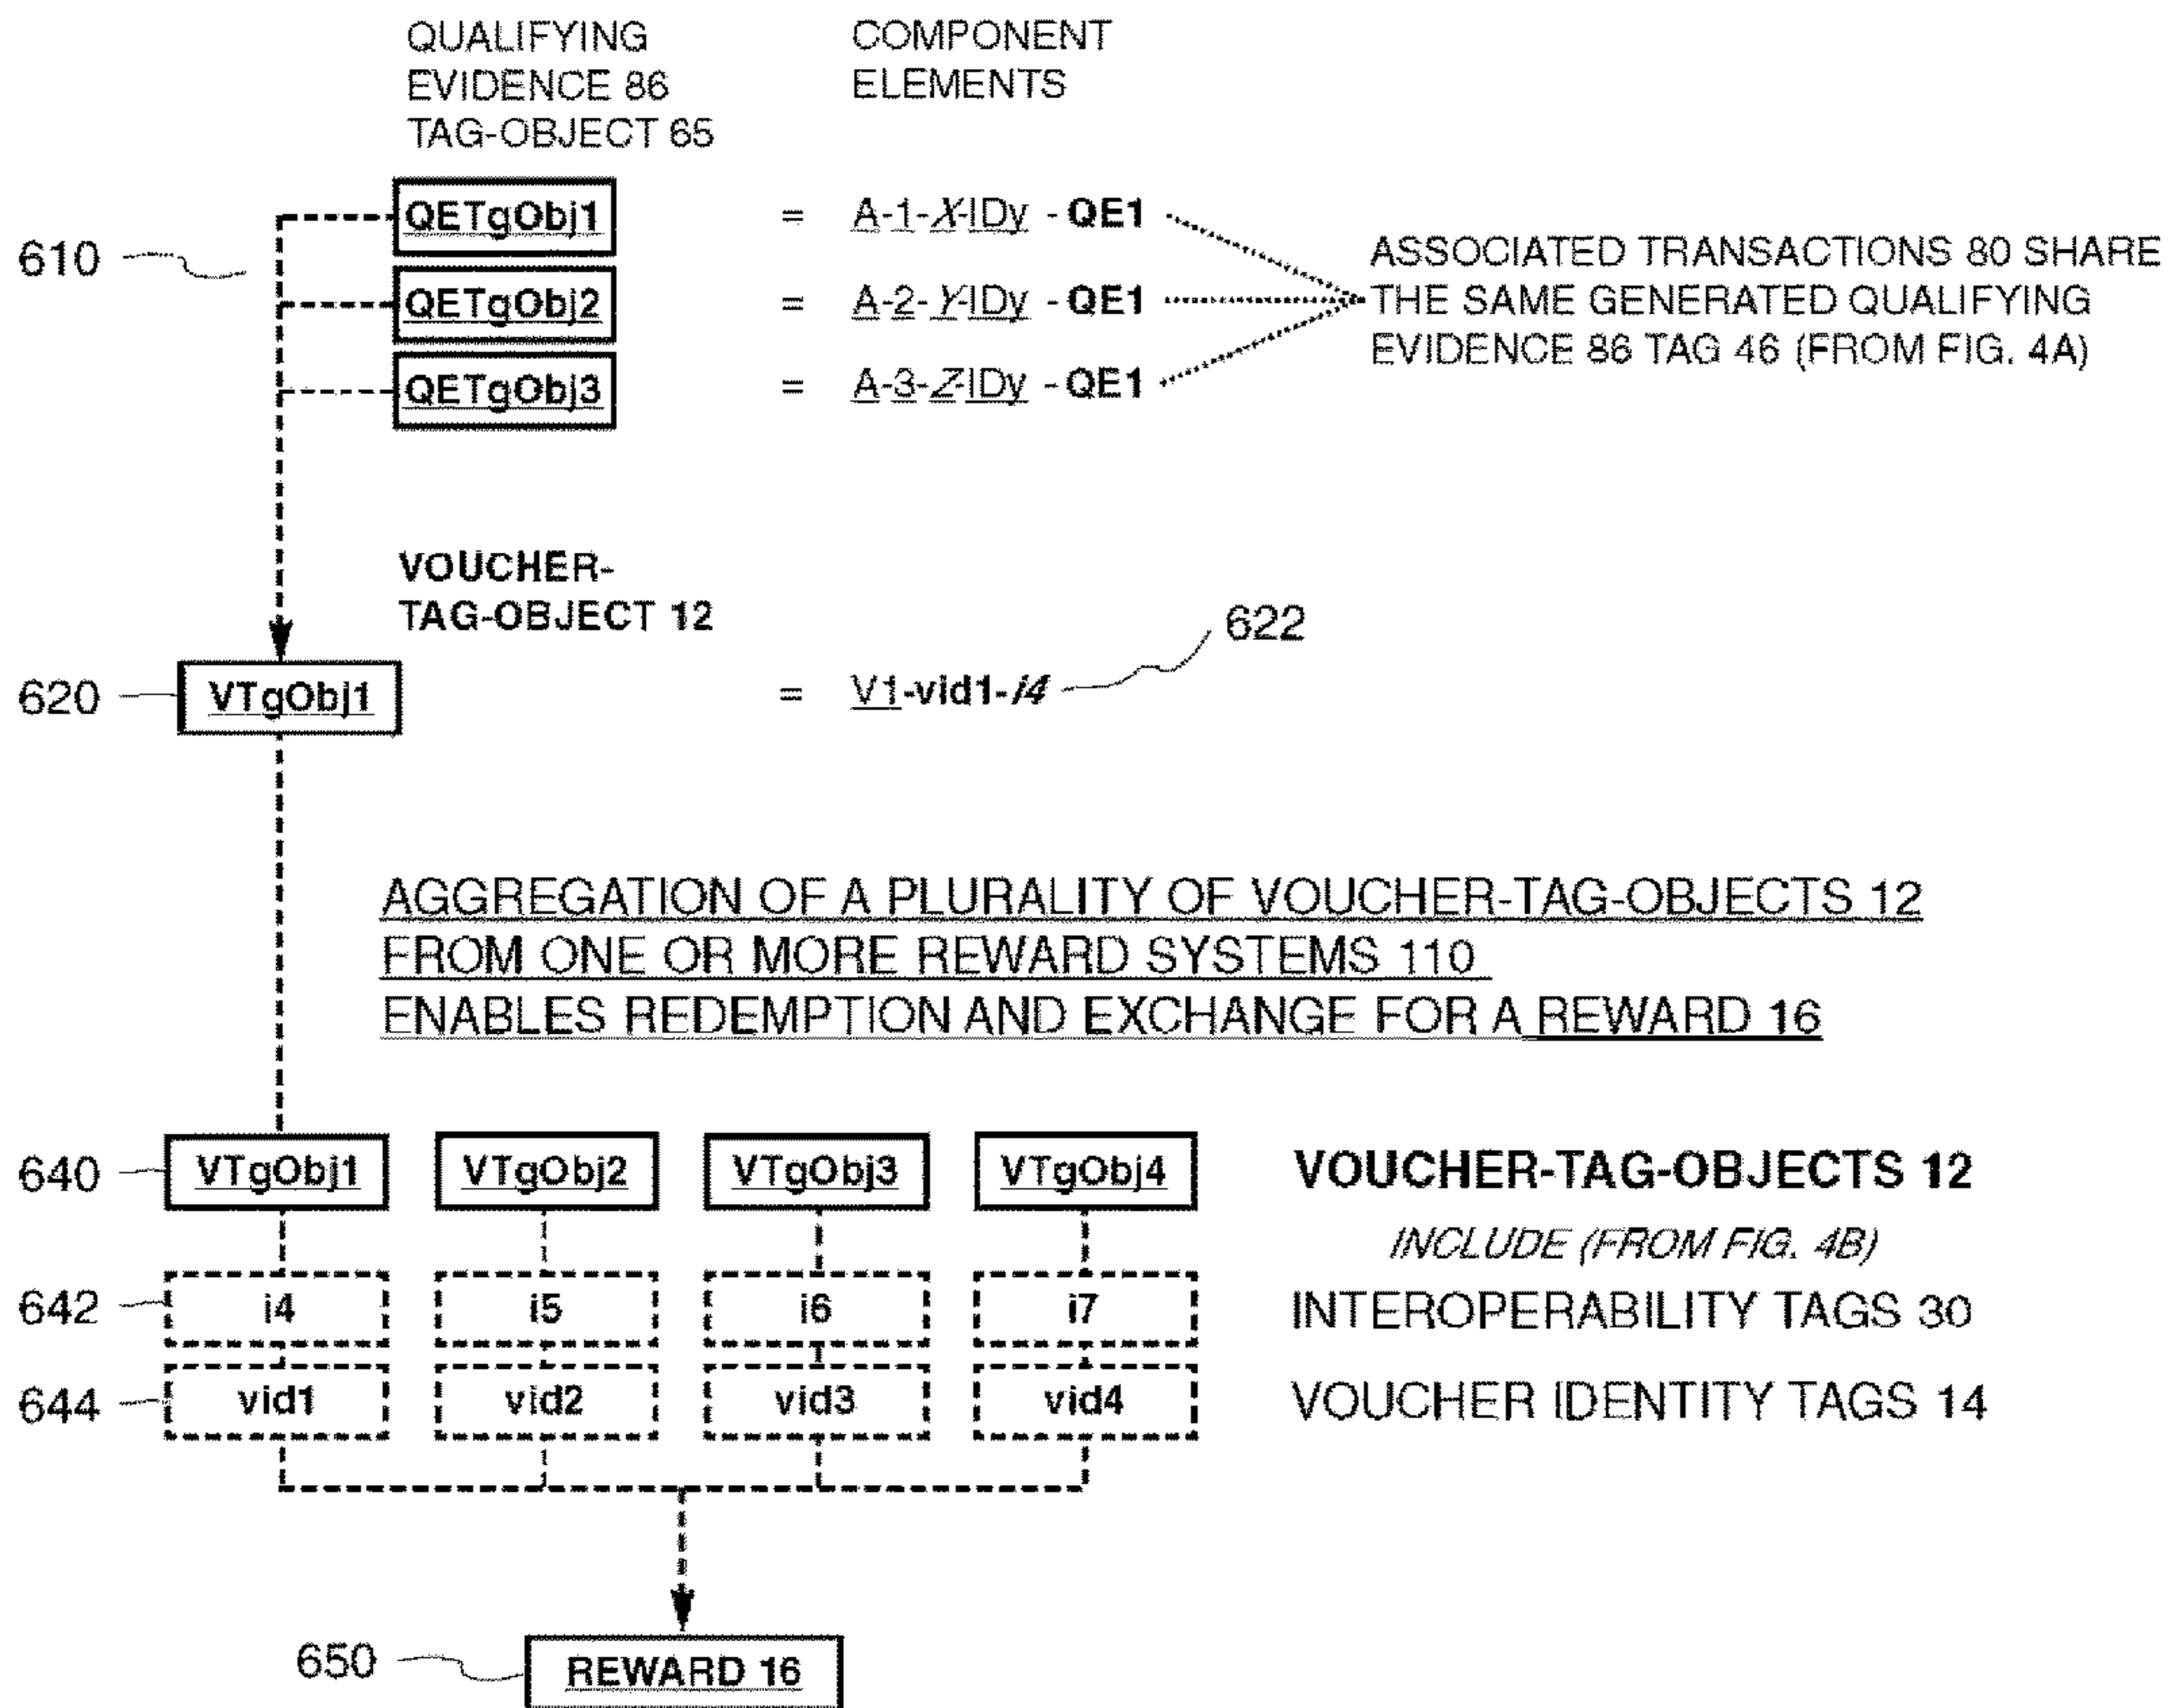 QUALIFYING
EVIDENCE 86
TAG-OBJECT 65
COMPONENT
ELEMENTS
QETgObj1 = A-1-X-IDy - QE1
610
QETgObj2 = A-2-Y-IDy - QE1
QETgObj3 = A-3-Z-IDy - QE1
ASSOCIATED TRANSACTIONS 80 SHARE
THE SAME GENERATED QUALIFYING
EVIDENCE 86 TAG 46 (FROM FIG. 4A)
VOUCHER-
TAG-OBJECT 12
622
620 VTgObj1 = V1-vid1-i4
AGGREGATION OF A PLURALITY OF VOUCHER-TAG-OBJECTS 12
FROM ONE OR MORE REWARD SYSTEMS 110
ENABLES REDEMPTION AND EXCHANGE FOR A REWARD 16
640 VTgObj1 VTgObj2 VTgObj3 VTgObj4 VOUCHER-TAG-OBJECTS 12
INCLUDE (FROM FIG. 4B)
642 i4 i5 i6 i7 INTEROPERABILITY TAGS 30
644 vid1 vid2 vid3 vid4 VOUCHER IDENTITY TAGS 14
650 REWARD 16